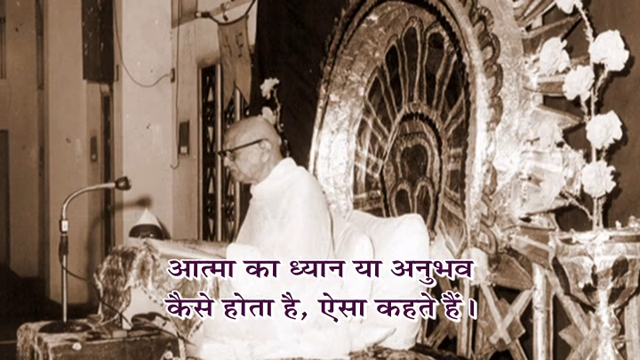 आत्मा का ध्यान या अनुभव
कैसे होता है, ऐसा कहते हैं।